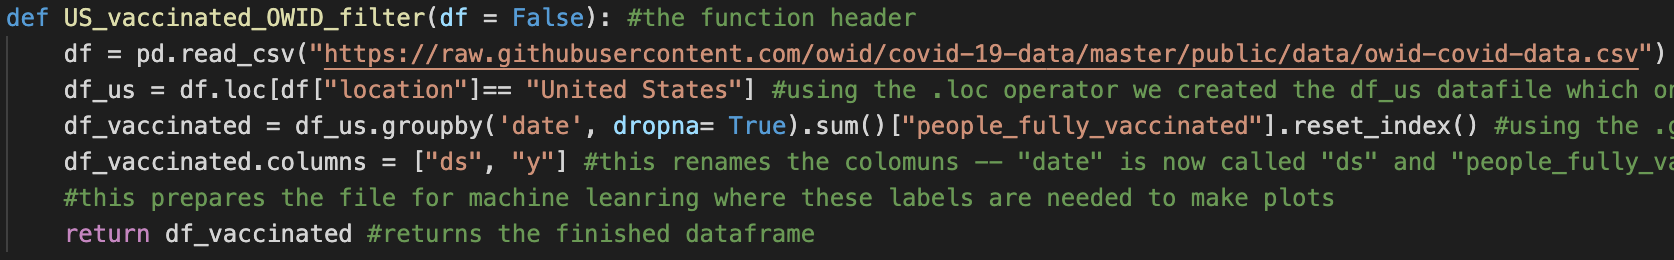 def US_vaccinated_OWID_filter(df = False): #the function header
df = pd.read_csv("https://raw.githubusercontent.com/owid/covid-19-data/master/public/data/owid-covid-data.csv")
df_us = df.loc[df["location"]== "United States"] #using the .loc operator we created the df_us datafile which
df_vaccinated = df_us.groupby('date', dropna= True).sum()["people_fully_vaccinated"].reset_index() #using the
df_vaccinated.columns = ["ds", "y"] #this renames the colomuns -- "date" is now called "ds" and
#this prepares the file for machine leanring where these labels are needed to make plots
return df_vaccinated #returns the finished dataframe